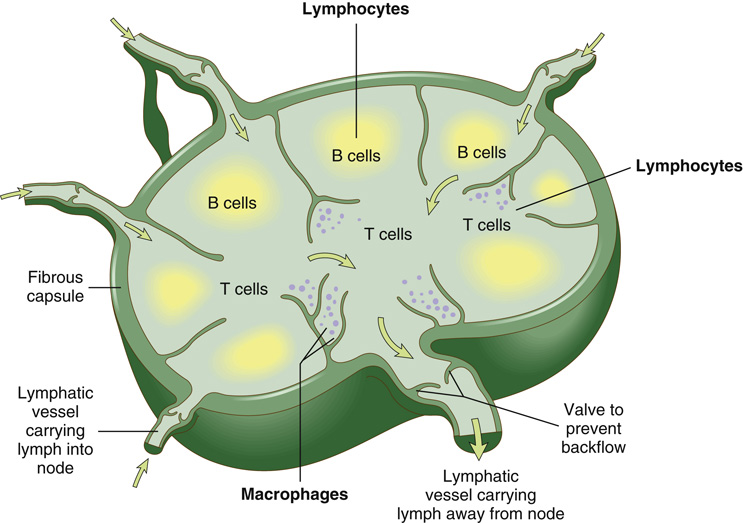 Lymphocytes
B cells
B cells
Lymphocytes
B cells
T cells
T cells
Fibrous
capsule
T cells
Lymphatic
vessel
carrying
lymph into
node
Valve to
prevent
backflow
Macrophages
Lymphatic
vessel carrying
lymph away from node